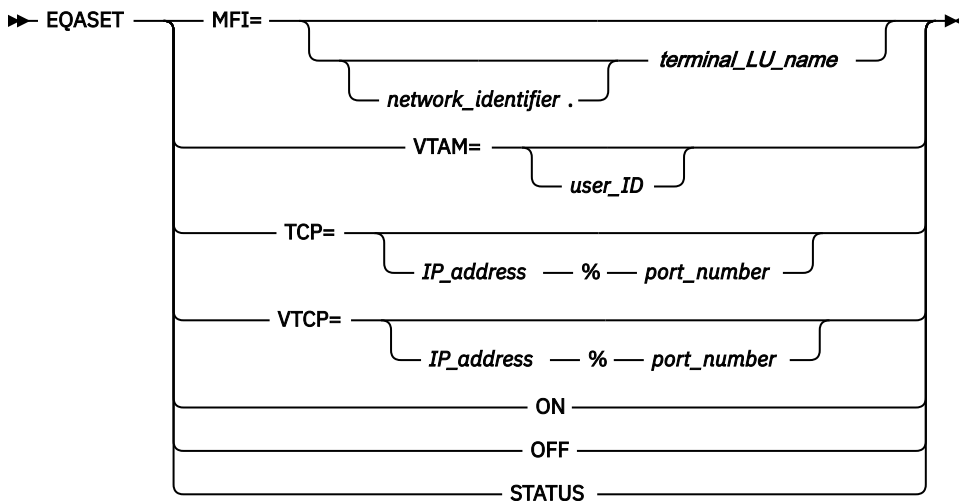 EQASET MFI=
terminal_LU_name
network_identifier .
VTAM=
user_ID
TCP=
IP_address % port_number
VTCP=
IP_address % port_number
ON
OFF
STATUS